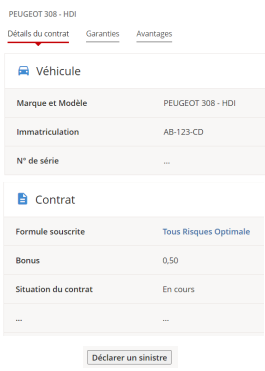 PEUGEOT 308 - HDI
Détails du contrat Garanties Avantages
Véhicule
Marque et Modèle PEUGEOT 308 - HDI
Immatriculation AB-123-CD
N° de série ...
Contrat
Formule souscrite Tous Risques Optimale
Bonus 0,50
Situation du contrat En cours
... ...
Déclarer un sinistre